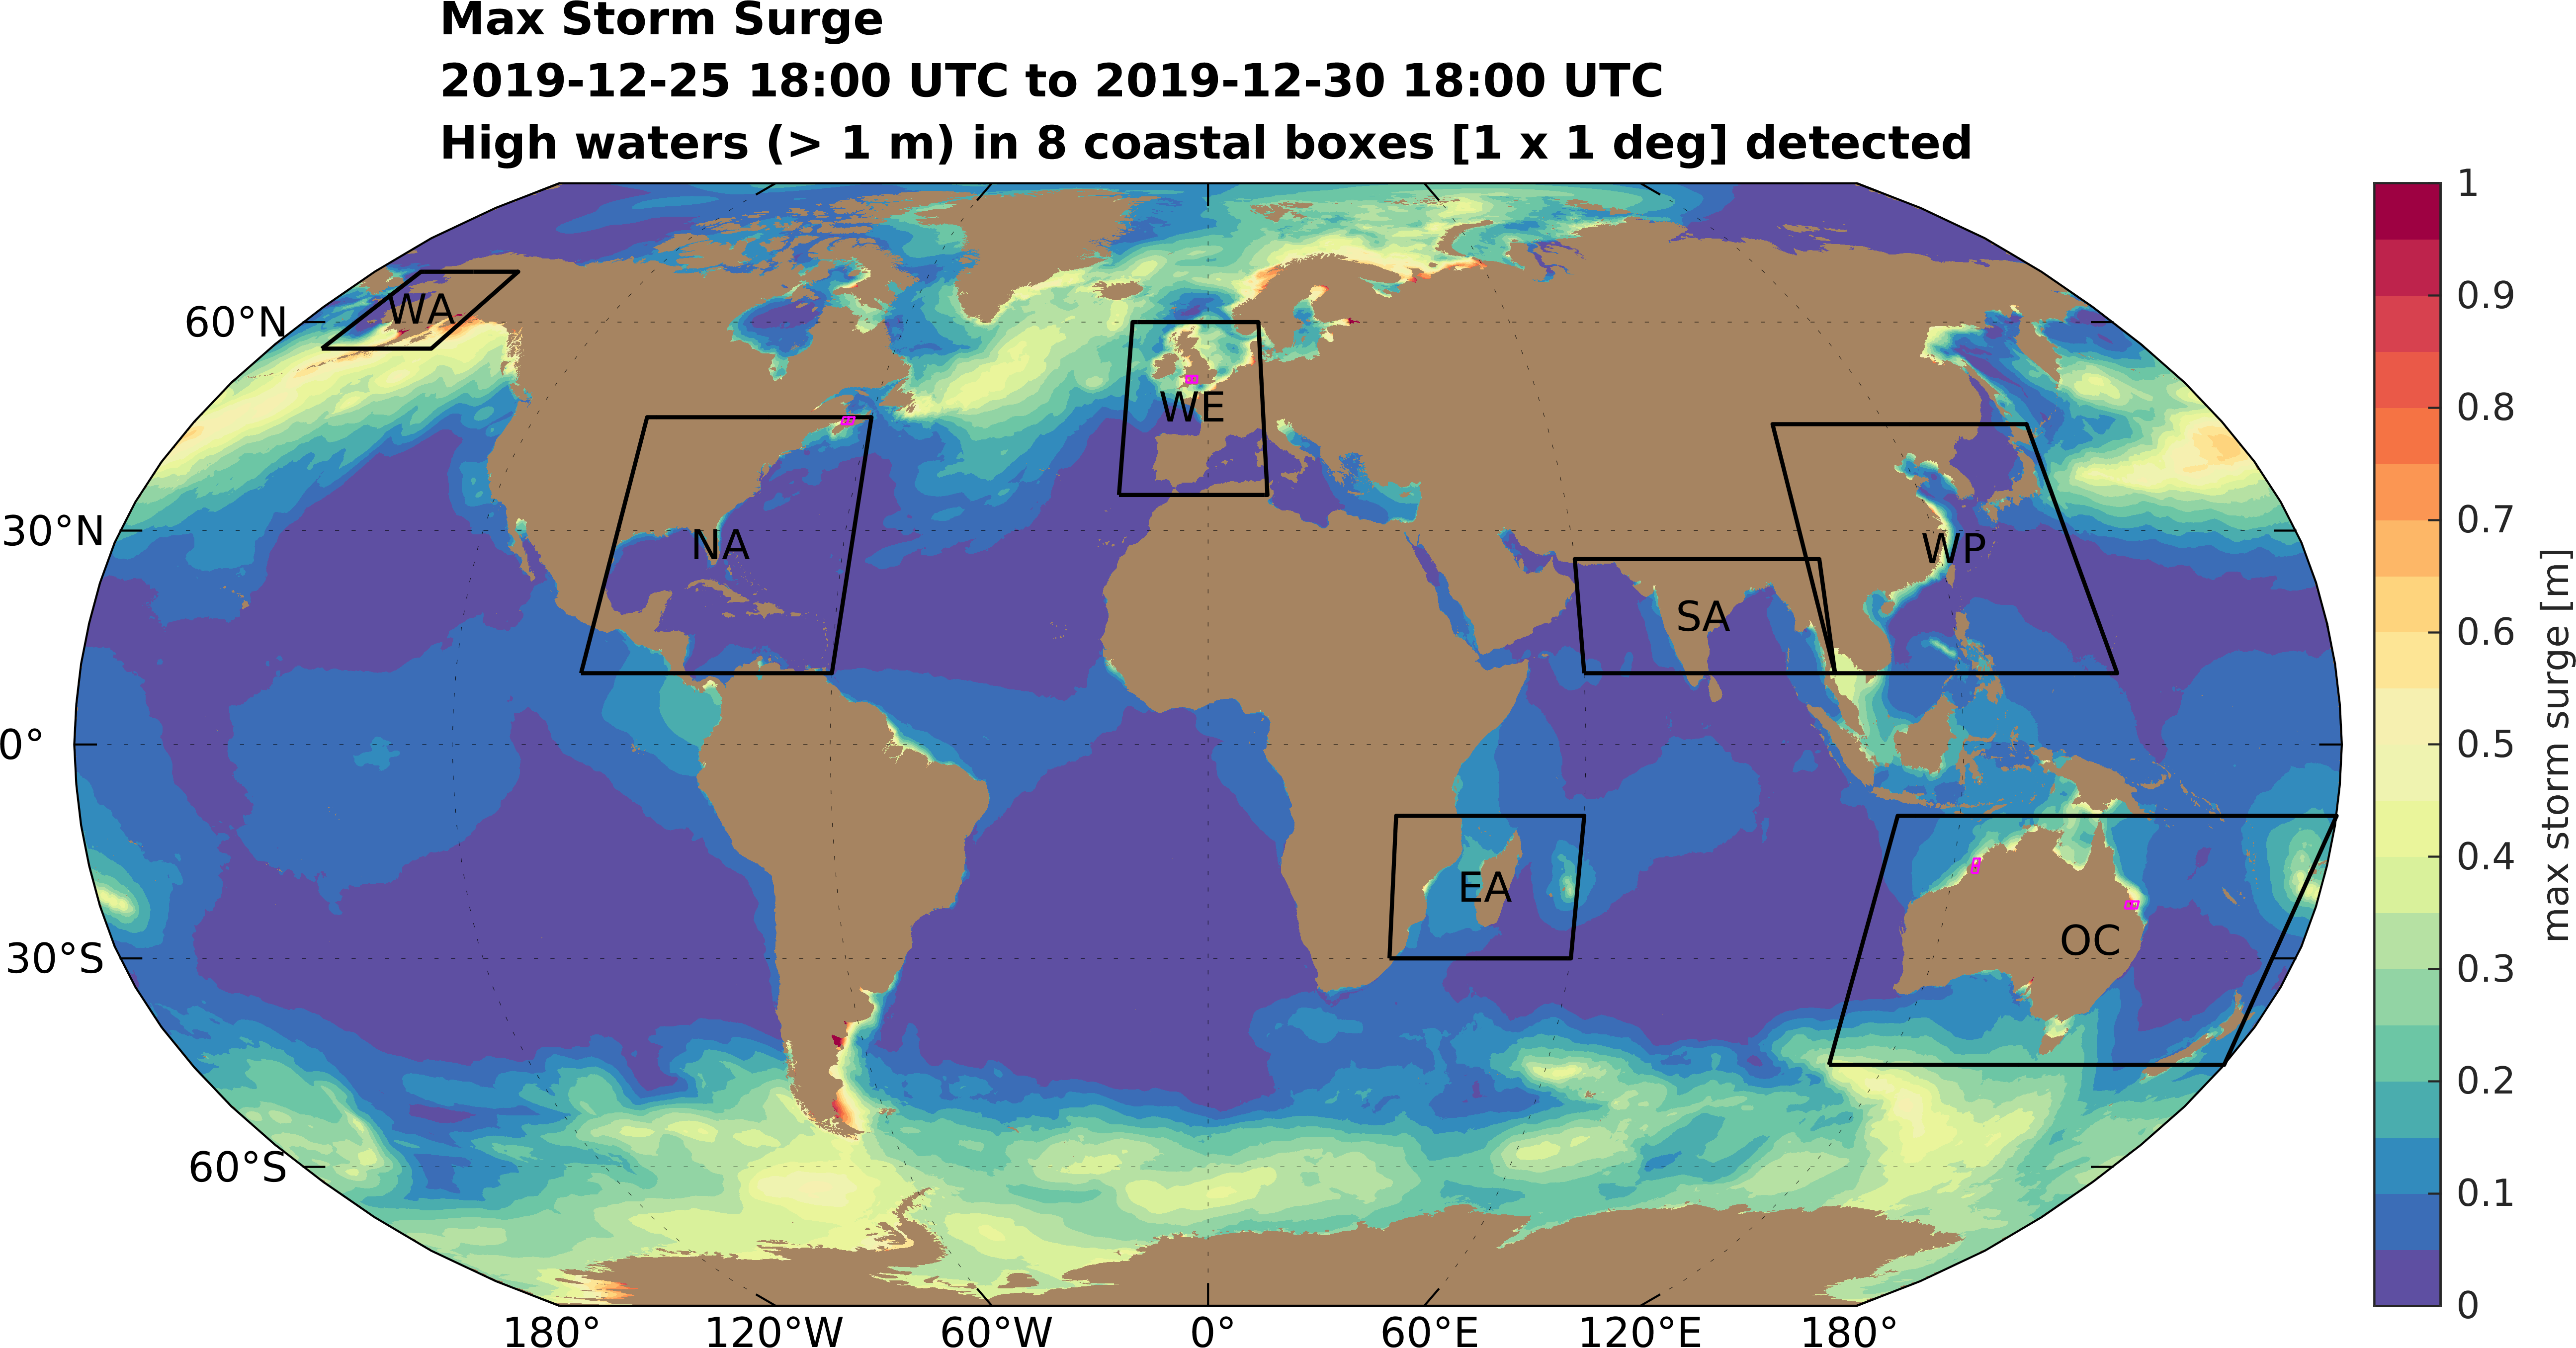 Max Storm Surge
2019-12-25 18:00 UTC to 2019-12-30 18:00 UTC
High waters (> 1 m) in 8 coastal boxes [1 x 1 deg] detected
60°N
30°N
0°
30°S
60°S
180°
120°W
60°W
0°
60°E
120°E
180°
WA
NA
WE
SA
WP
EA
OC
1
0.9
0.8
0.7
0.6
0.5
0.4
0.3
0.2
0.1
0
max storm surge [m]